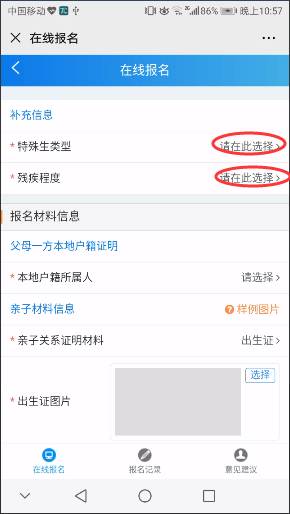 中国移动 86% 晚上10:57
在线报名
在线报名
补充信息
* 特殊生类型 请在此选择
* 残疾程度 请在此选择
报名材料信息
父母一方本地户籍证明
* 本地户籍所属人 请选择
亲子材料信息 样例图片
* 亲子关系证明材料 出生证
* 出生证图片 选择
在线报名 报名记录 意见建议